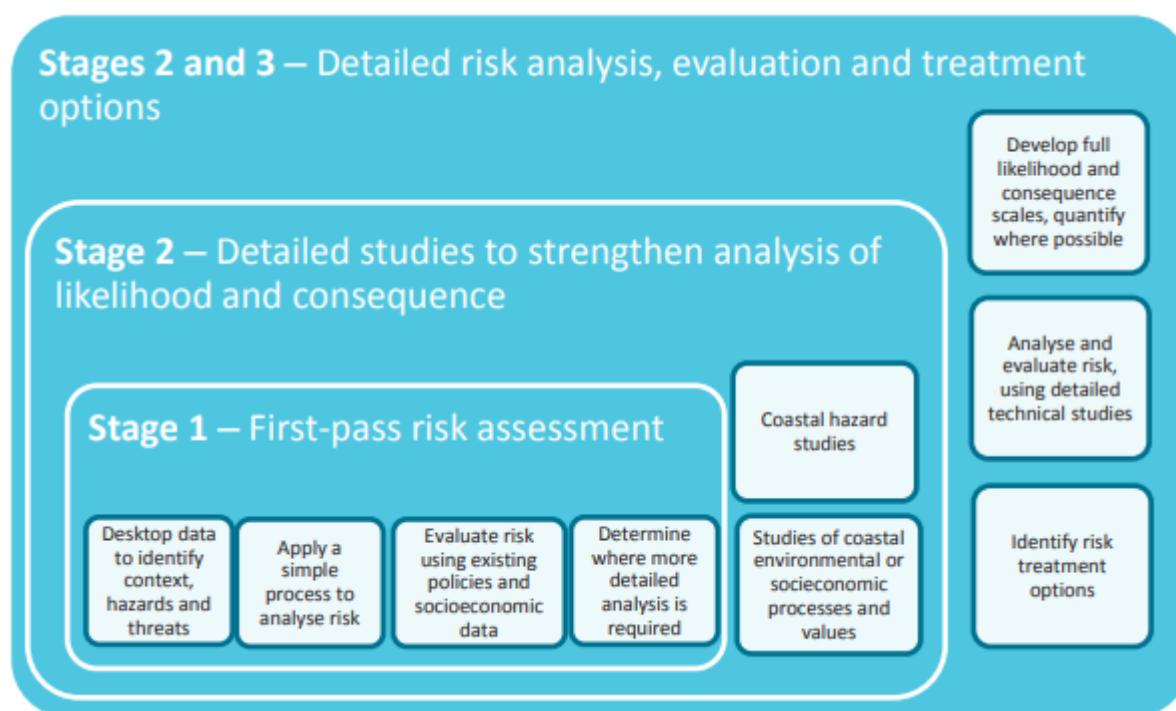 Stages 2 and 3 – Detailed risk analysis, evaluation and treatment
options
Develop full
likelihood and
consequence
scales, quantify
where possible
Stage 2 – Detailed studies to strengthen analysis of
likelihood and consequence
Analyse and
evaluate risk,
using detailed
technical studies
Stage 1 – First-pass risk assessment
Coastal hazard
studies
Desktop data
to identify
context,
hazards and
threats
Apply a
simple
process to
analyse risk
Evaluate risk
using existing
policies and
socioeconomic
data
Determine
where more
detailed
analysis is
required
Studies of coastal
environmental or
socieconomic
processes and
values
Identify risk
treatment
options